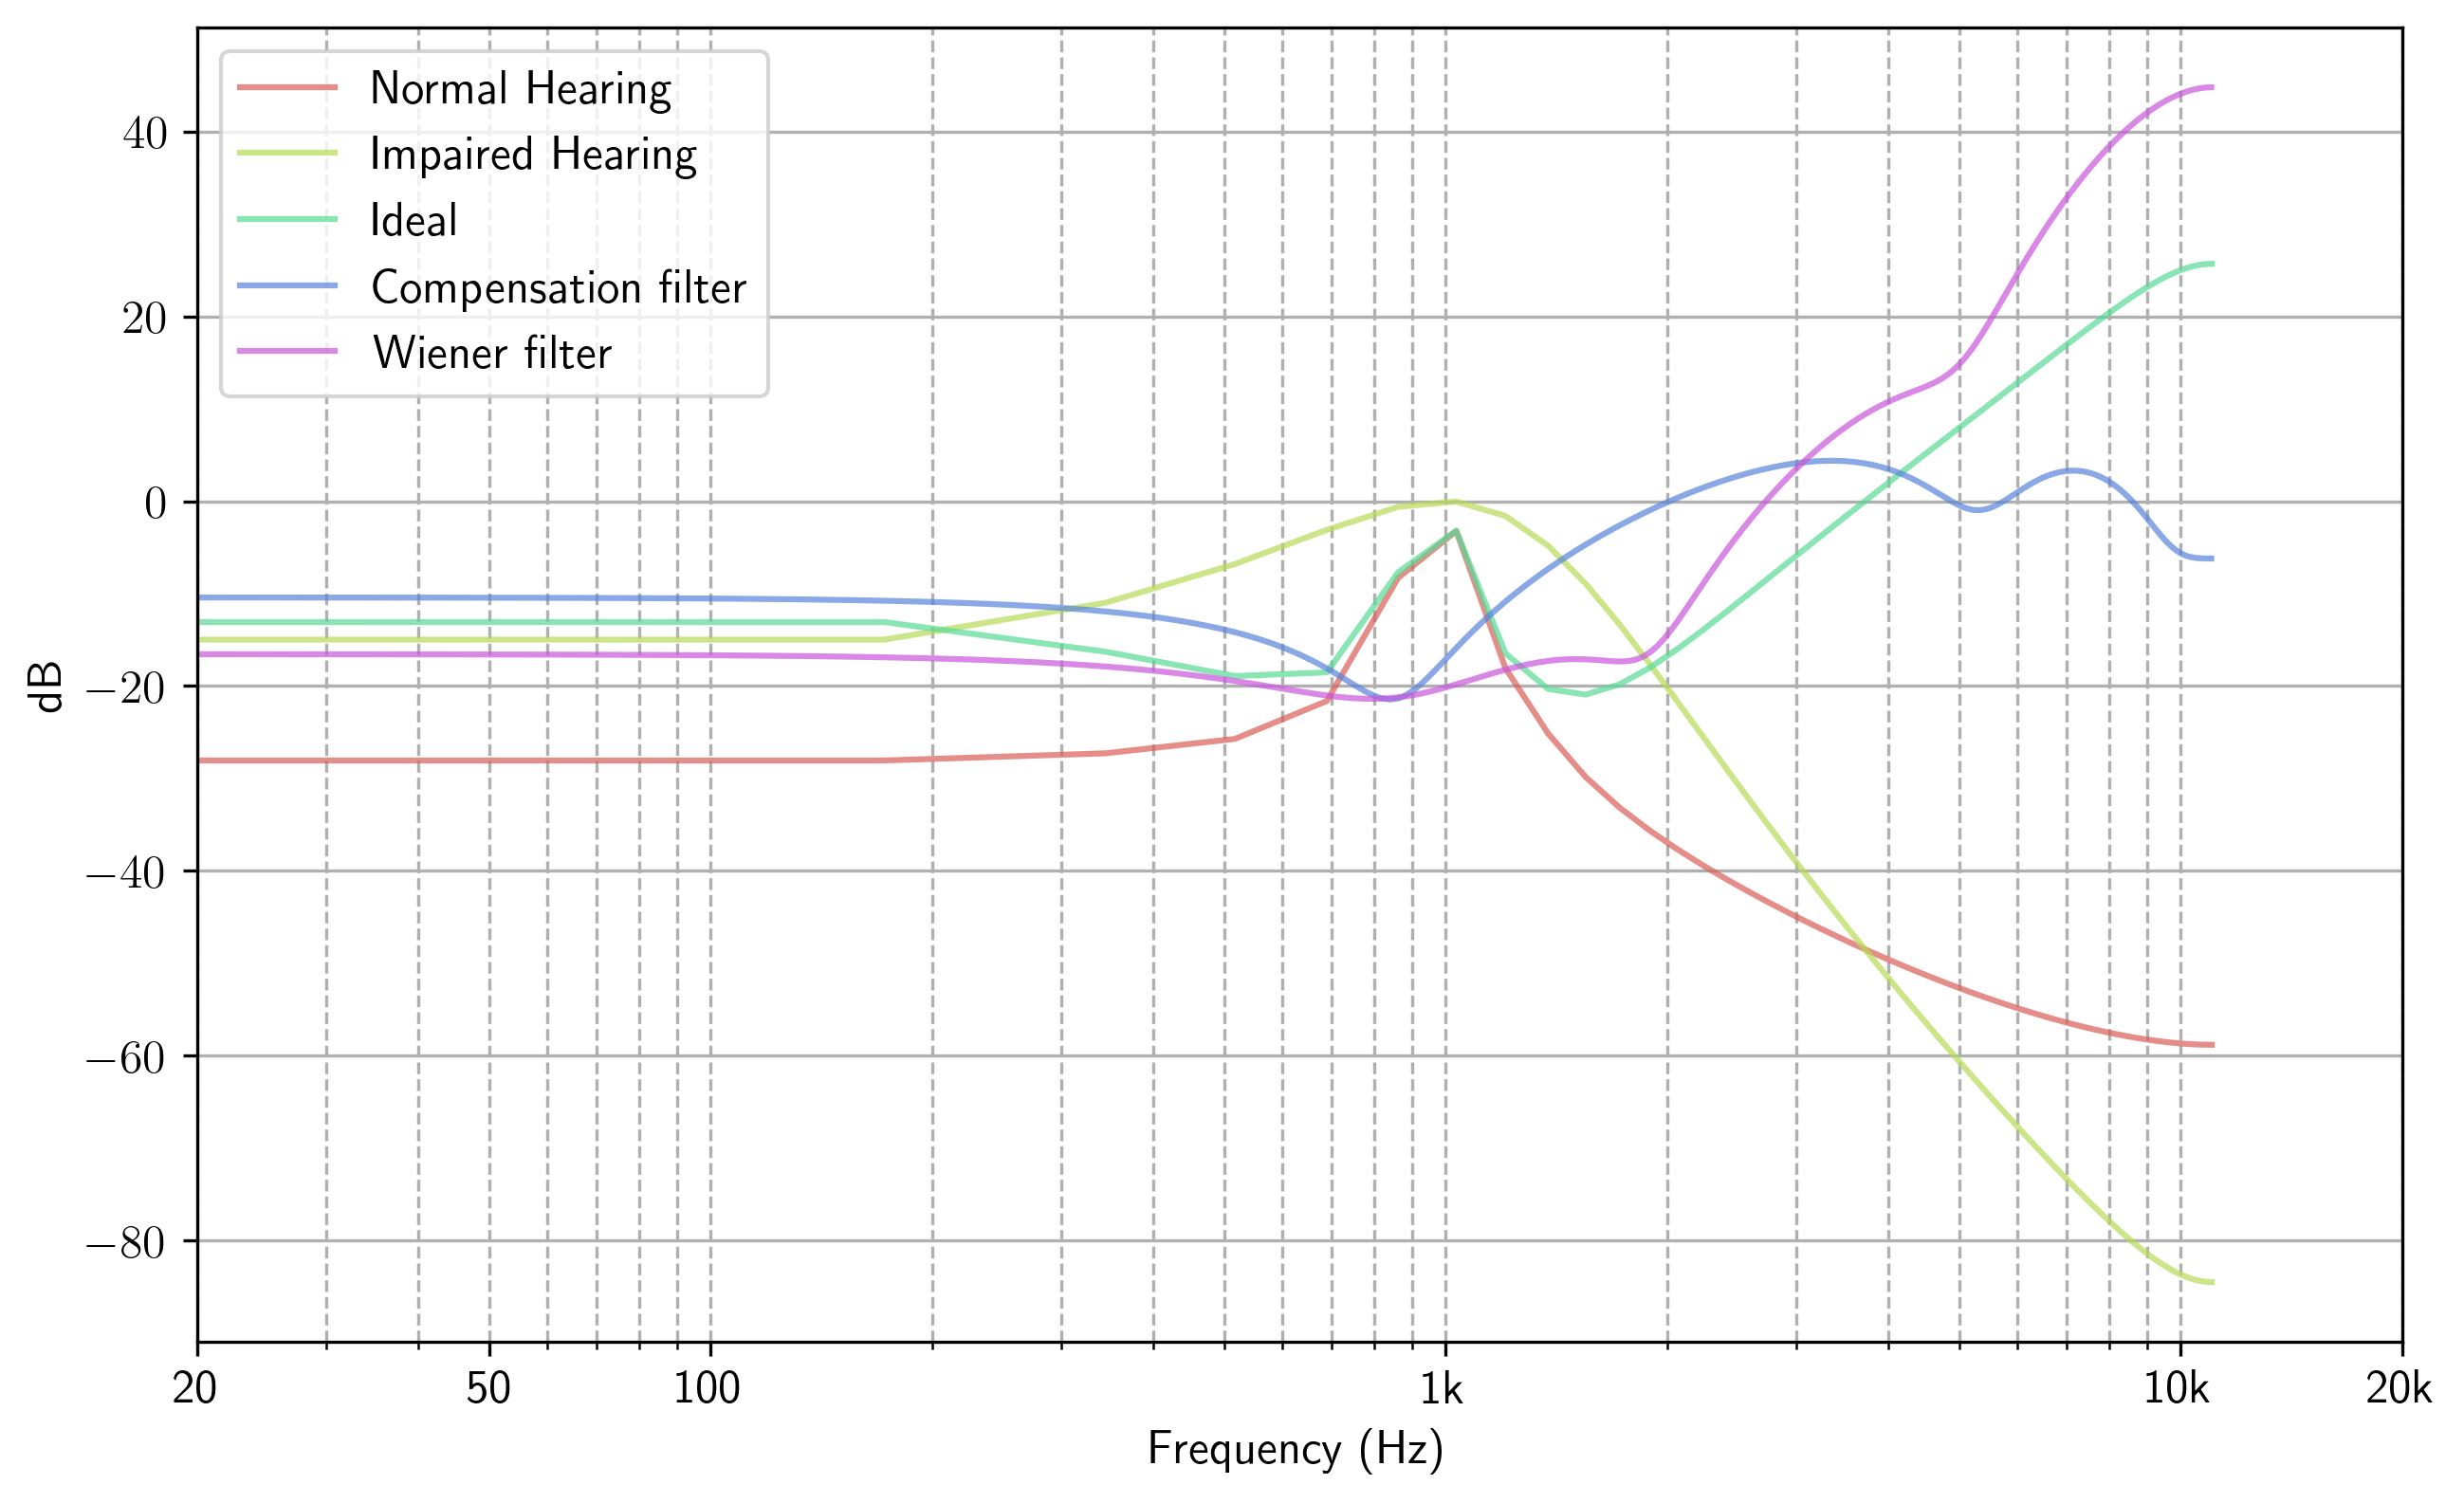 Normal Hearing
Impaired Hearing
Ideal
Compensation filter
Wiener filter
40
20
0
−20
−40
−60
−80
dB
20 50 100 1k 10k 20k
Frequency (Hz)